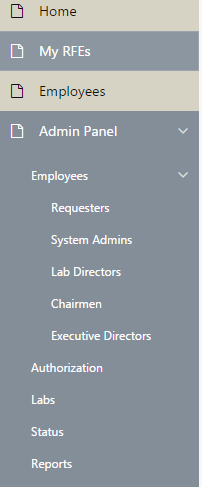 Home
My RFEs
Employees
Admin Panel
Employees
Requesters
System Admins
Lab Directors
Chairmen
Executive Directors
Authorization
Labs
Status
Reports